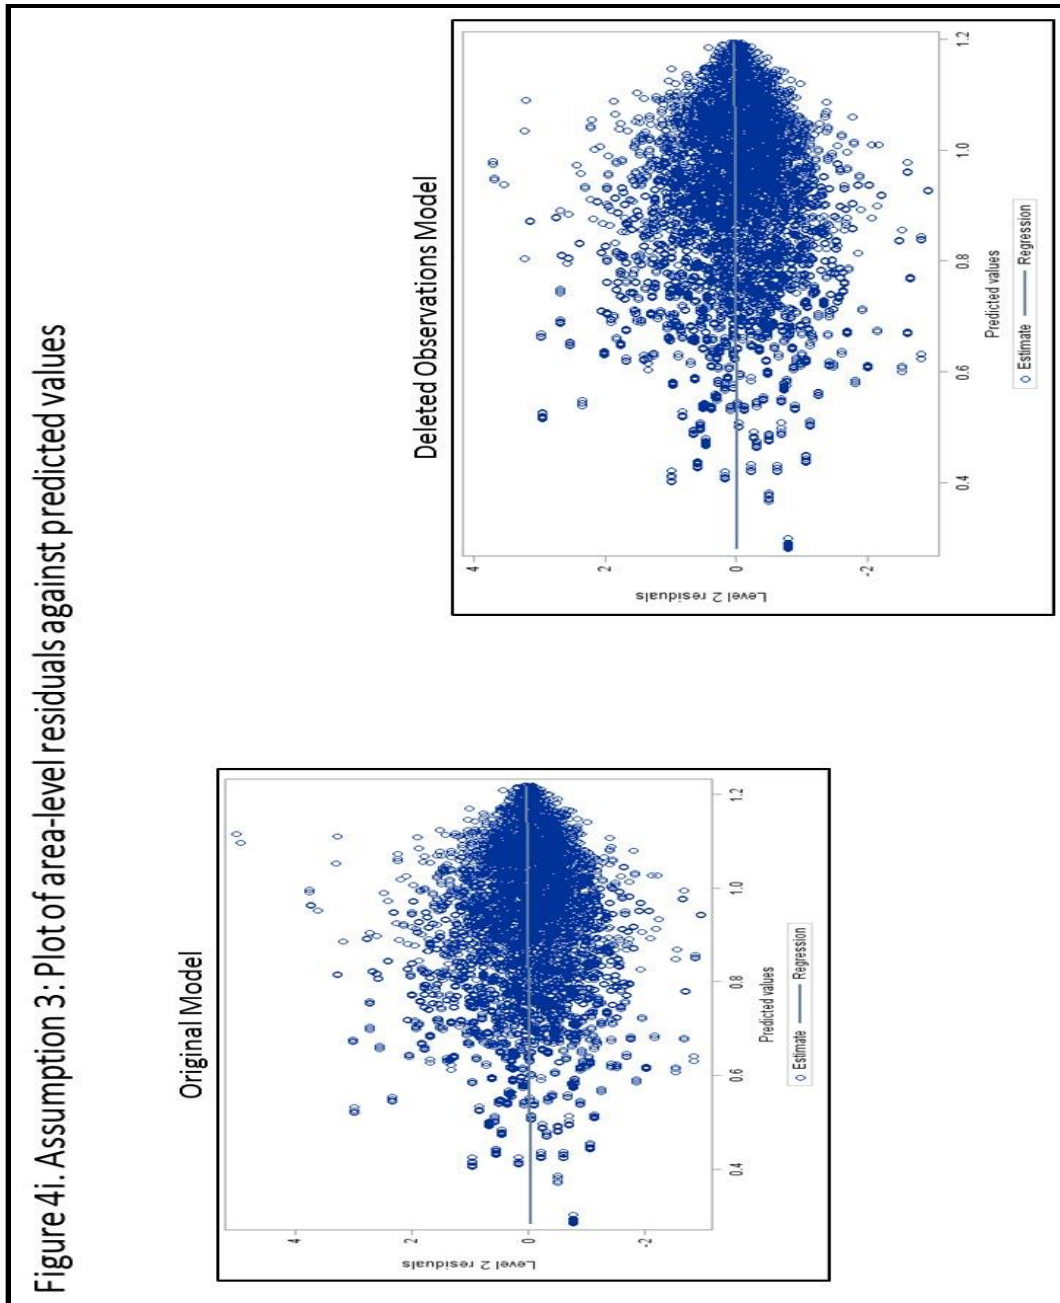 Figure 4i. Assumption 3: Plot of area-level residuals against predicted values
Original Model
Level 2 residuals
4
2
0
-2
0.4
0.6
0.8
1.0
1.2
Predicted values
Estimate Regression
Deleted Observations Model
Level 2 residuals
4
2
0
-2
0.4
0.6
0.8
1.0
1.2
Predicted values
Estimate Regression